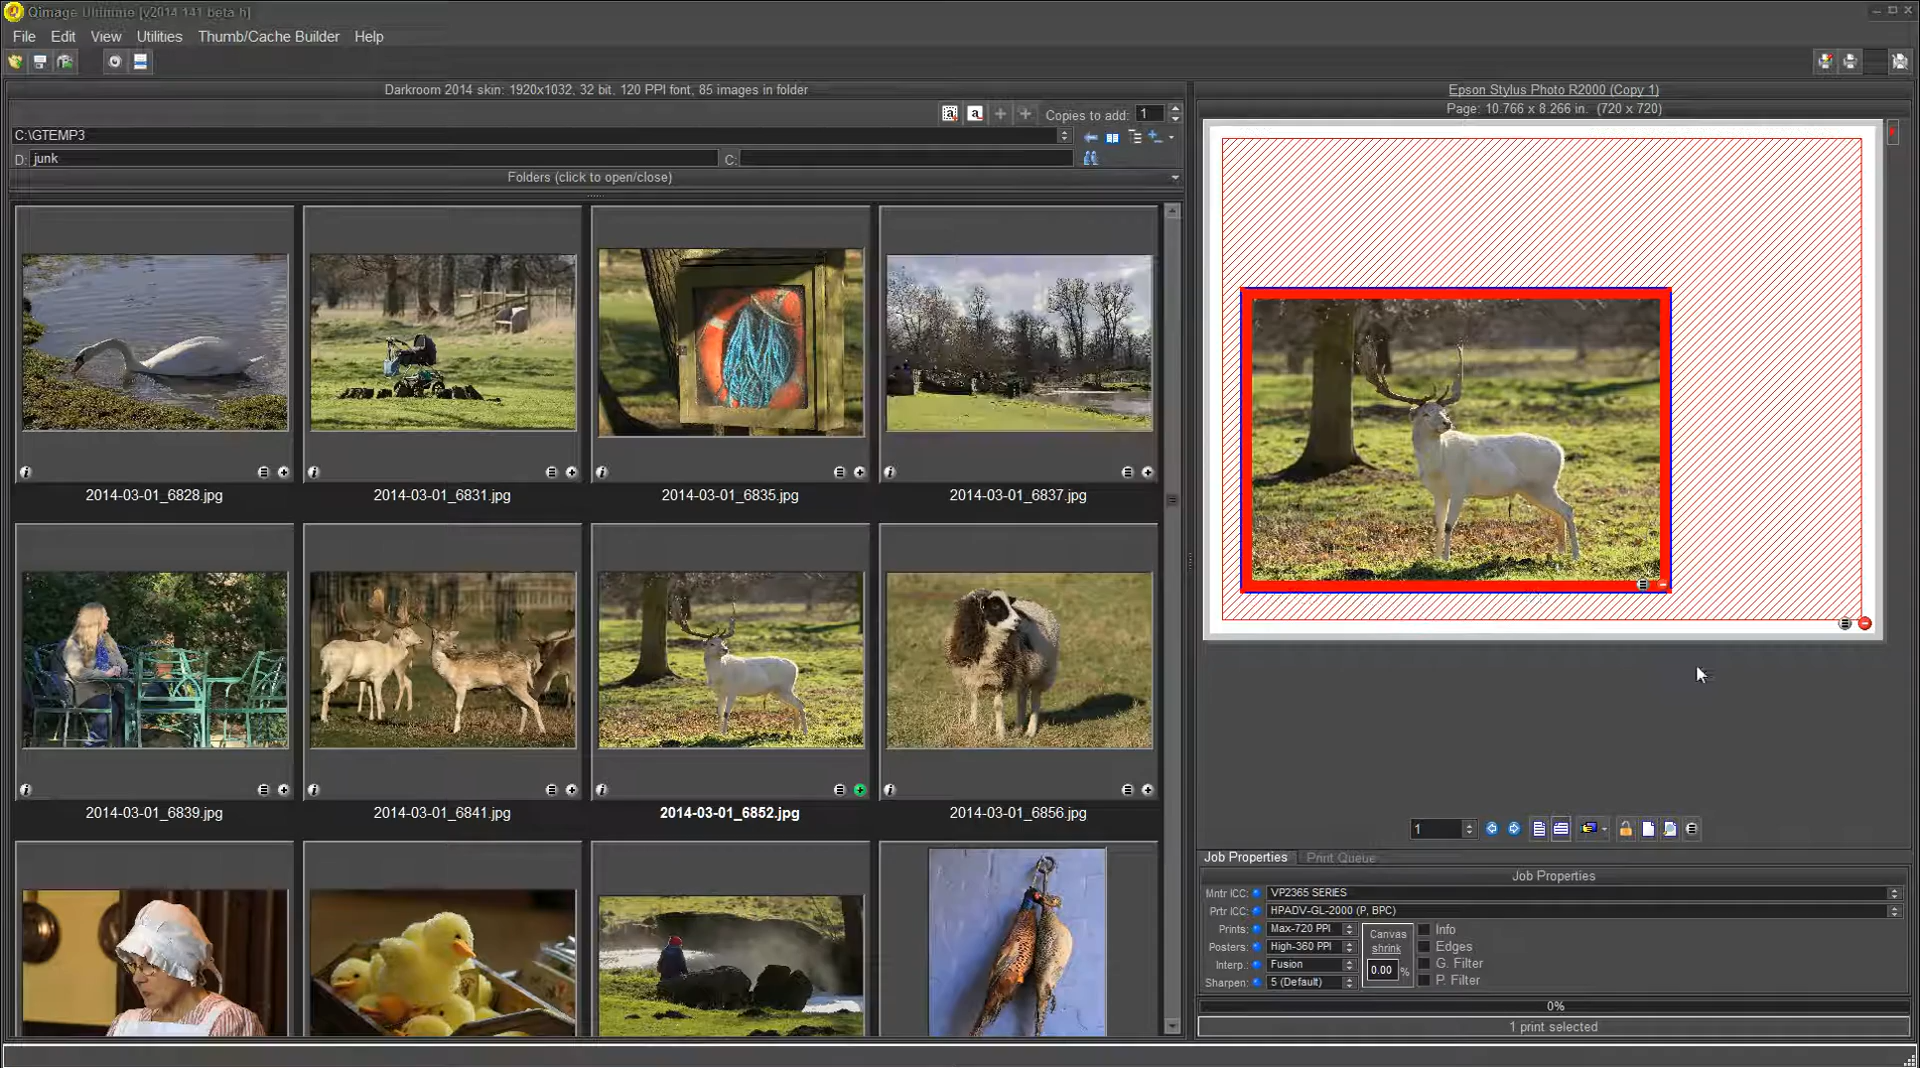 Qimage Ultimate [v2014.141 beta h]
File Edit View Utilities Thumb/Cache Builder Help
Darkroom 2014 skin: 1920x1032, 32 bit, 120 PPI font, 85 images in folder
Epson Stylus Photo R2000 (Copy 1)
Page: 10.766 x 8.266 in. (720 x 720)
Copies to add: 1
C:\GTEMP3
D: junk
C:
Folders (click to open/close)
2014-03-01_6828.jpg
2014-03-01_6831.jpg
2014-03-01_6835.jpg
2014-03-01_6837.jpg
2014-03-01_6839.jpg
2014-03-01_6841.jpg
2014-03-01_6852.jpg
2014-03-01_6856.jpg
1
Job Properties Print Queue
Job Properties
Mntr ICC: VP2365 SERIES
Prtr ICC: HPADV-GL-2000 (P, BPC)
Prints: Max-720 PPI
Posters: High-360 PPI
Interp.: Fusion
Sharpen: 5 (Default)
Canvas
shrink
0.00 %
Info
Edges
G. Filter
P. Filter
0%
1 print selected